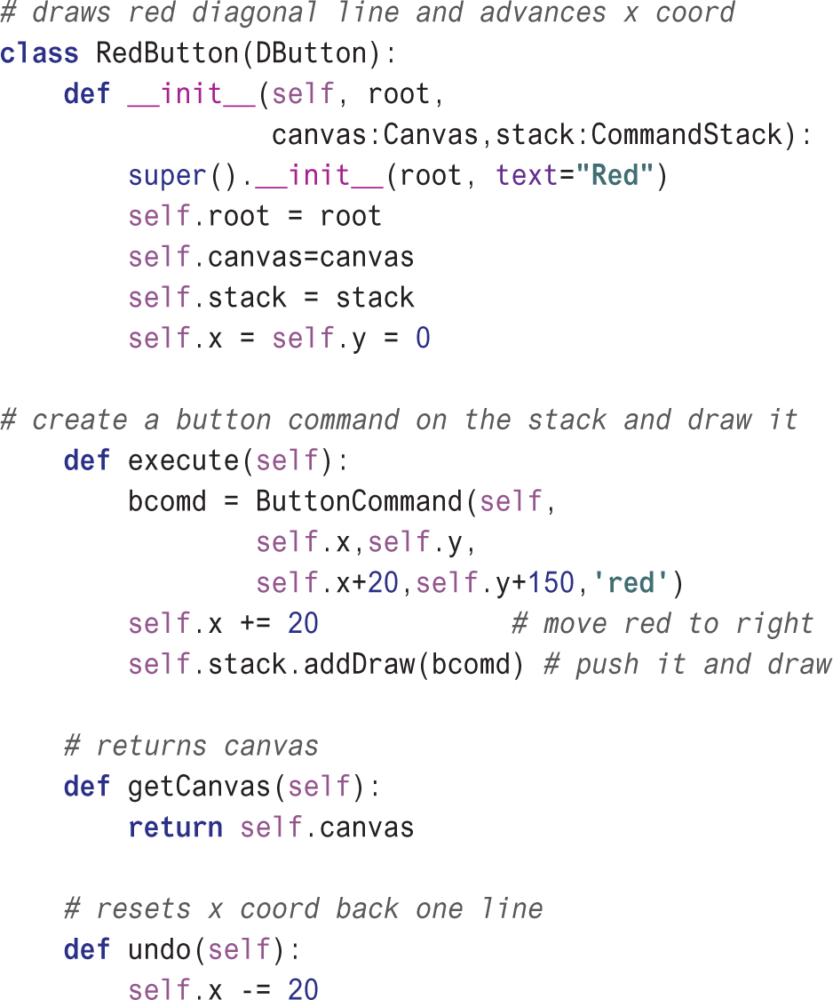 # draws red diagonal line and advances x coord
class RedButton(DButton):
    def __init__(self, root,
                 canvas:Canvas,stack:CommandStack):
        super().__init__(root, text="Red")
        self.root = root
        self.canvas=canvas
        self.stack = stack
        self.x = self.y = 0

# create a button command on the stack and draw it
    def execute(self):
        bcomd = ButtonCommand(self,
                self.x,self.y,
                self.x+20,self.y+150,'red')
        self.x += 20            # move red to right
        self.stack.addDraw(bcomd) # push it and draw

    # returns canvas
    def getCanvas(self):
        return self.canvas

    # resets x coord back one line
    def undo(self):
        self.x -= 20